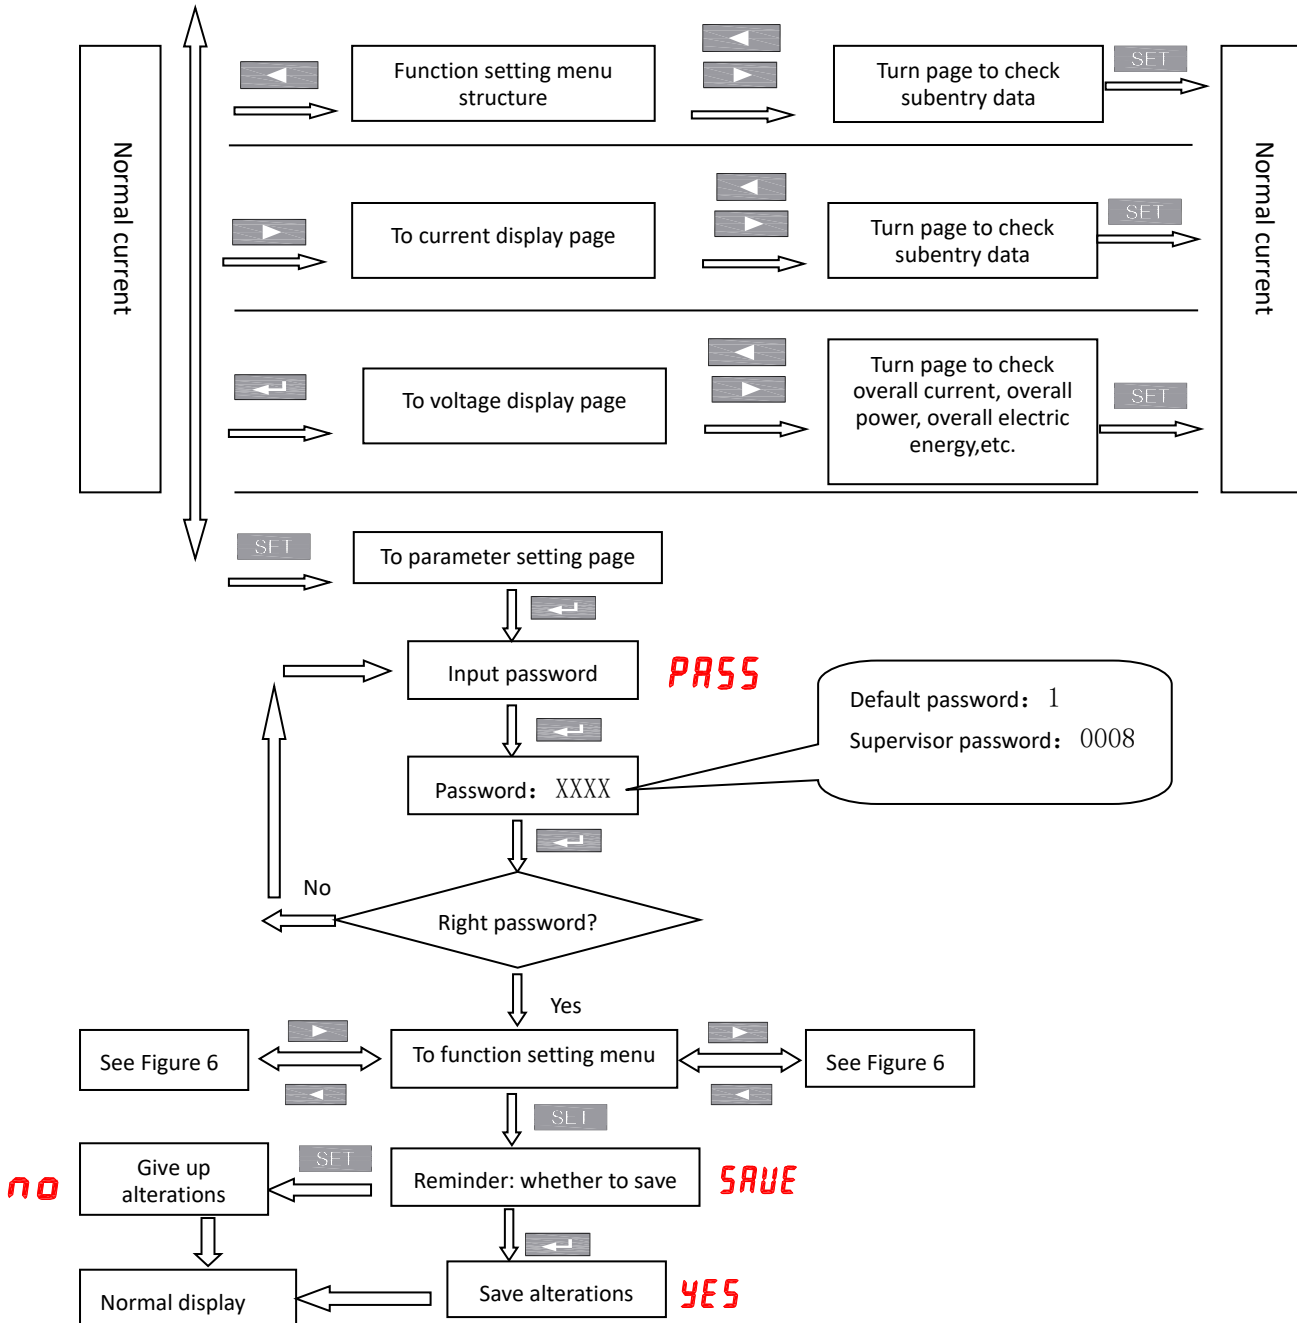 Normal current
Function setting menu
structure
Turn page to check
subentry data
SET
Normal current
To current display page
Turn page to check
subentry data
SET
To voltage display page
Turn page to check
overall current, overall
power, overall electric
energy,etc.
SET
SET
To parameter setting page
Input password
PASS
Default password: 1
Supervisor password: 0008
Password: XXXX
No
Right password?
Yes
See Figure 6
To function setting menu
See Figure 6
SET
Give up
alterations
SET
Reminder: whether to save
SAVE
no
Normal display
Save alterations
YES